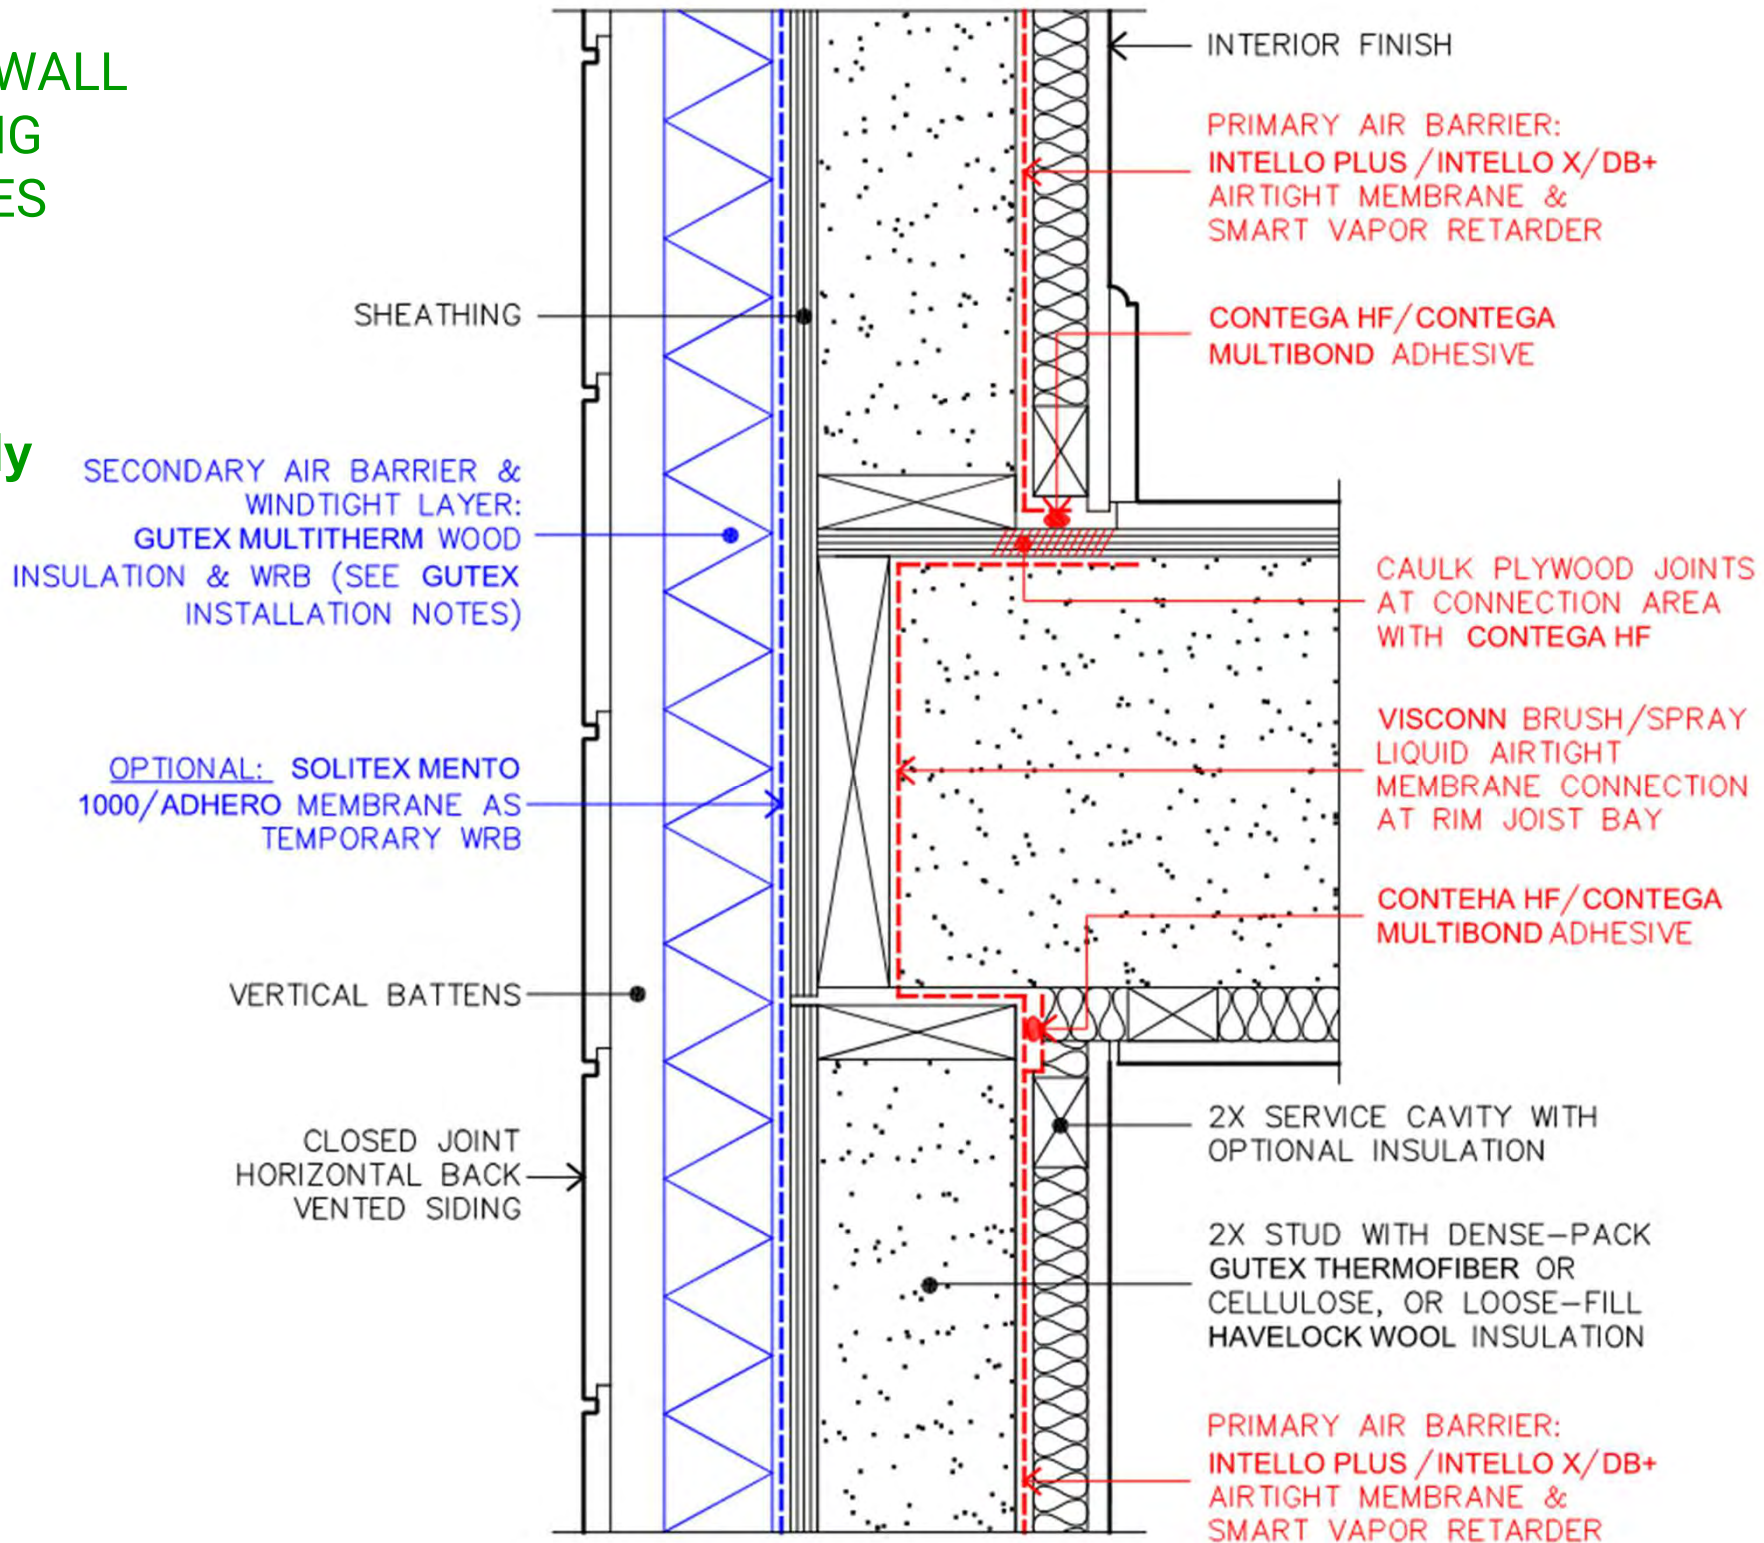 WALL
NG
ES
ly
SHEATHING
SECONDARY AIR BARRIER &
WINDTIGHT LAYER:
GUTEX MULTITHERM WOOD
INSULATION & WRB (SEE GUTEX
INSTALLATION NOTES)
OPTIONAL: SOLITEX MENTO
1000/ADHERO MEMBRANE AS
TEMPORARY WRB
VERTICAL BATTENS
CLOSED JOINT
HORIZONTAL BACK
VENTED SIDING
INTERIOR FINISH
PRIMARY AIR BARRIER:
INTELLO PLUS /INTELLO X/DB+
AIRTIGHT MEMBRANE &
SMART VAPOR RETARDER
CONTEGA HF/CONTEGA
MULTIBOND ADHESIVE
CAULK PLYWOOD JOINTS
AT CONNECTION AREA
WITH CONTEGA HF
VISCONN BRUSH/SPRAY
LIQUID AIRTIGHT
MEMBRANE CONNECTION
AT RIM JOIST BAY
CONTEHA HF/CONTEGA
MULTIBOND ADHESIVE
2X SERVICE CAVITY WITH
OPTIONAL INSULATION
2X STUD WITH DENSE-PACK
GUTEX THERMOFIBER OR
CELLULOSE, OR LOOSE-FILL
HAVELOCK WOOL INSULATION
PRIMARY AIR BARRIER:
INTELLO PLUS /INTELLO X/DB+
AIRTIGHT MEMBRANE &
SMART VAPOR RETARDER